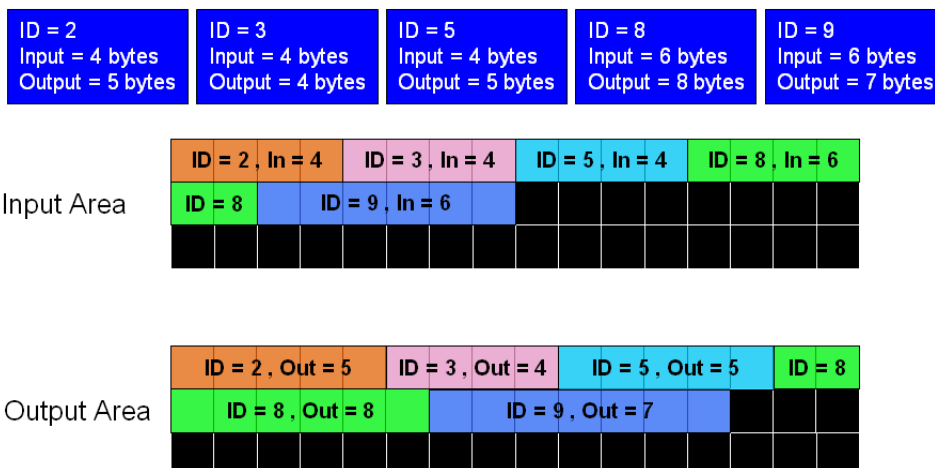 ID = 2
Input = 4 bytes
Output = 5 bytes
ID = 3
Input = 4 bytes
Output = 4 bytes
ID = 5
Input = 4 bytes
Output = 5 bytes
ID = 8
Input = 6 bytes
Output = 8 bytes
ID = 9
Input = 6 bytes
Output = 7 bytes
Input Area
ID = 2 , In = 4
ID = 3 , In = 4
ID = 5 , In = 4
ID = 8 , In = 6
ID = 8
ID = 9 , In = 6
Output Area
ID = 2 , Out = 5
ID = 3 , Out = 4
ID = 5 , Out = 5
ID = 8
ID = 8 , Out = 8
ID = 9 , Out = 7